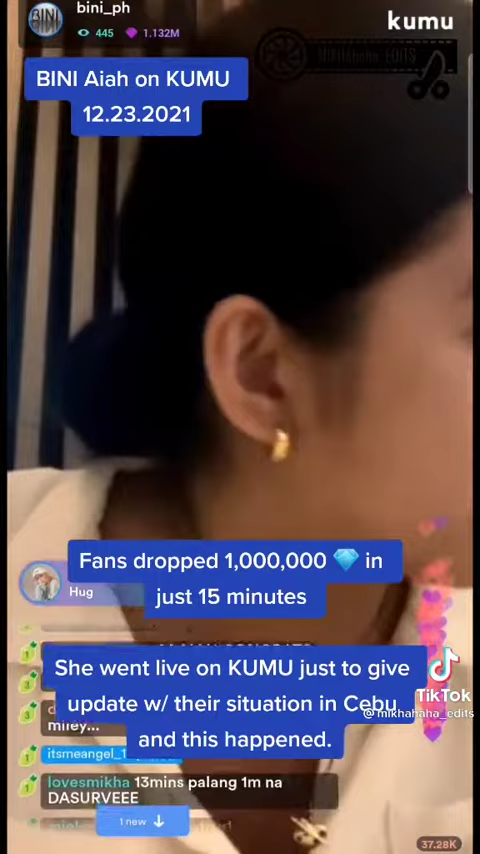 bini_ph
445 1.132M
kumu
BINI Aiah on KUMU
12.23.2021
Fans dropped 1,000,000 💎 in
just 15 minutes
Hug
She went live on KUMU just to give
update w/ their situation in Cebu
and this happened.
miley...
itsmeangel_1
lovesmikha 13mins palang 1m na
DASURVEEE
1 new ↓
TikTok
@mikhahaha_edits
37.28K